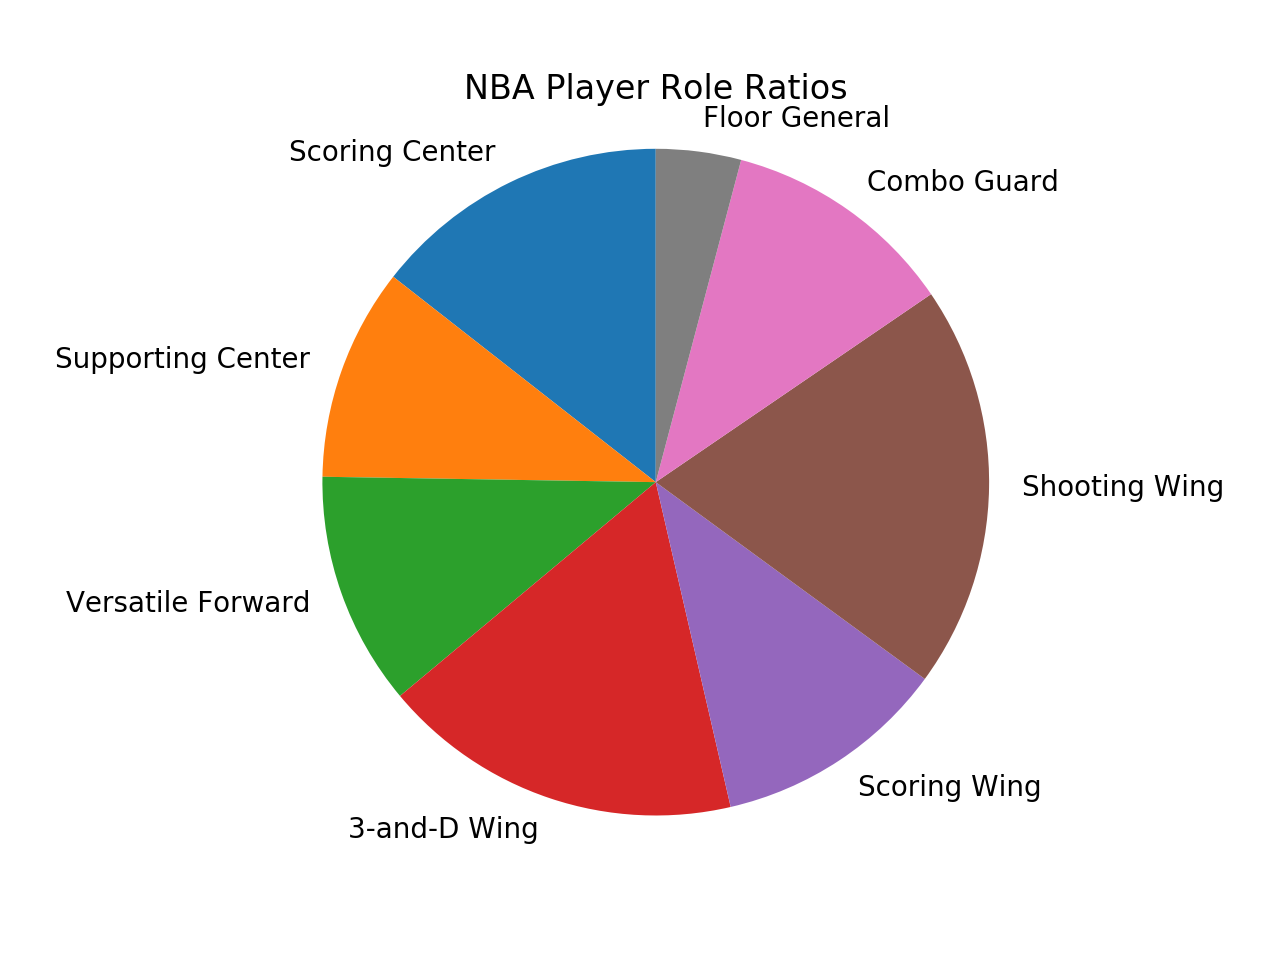 NBA Player Role Ratios
Floor General
Scoring Center
Combo Guard
Supporting Center
Shooting Wing
Versatile Forward
Scoring Wing
3-and-D Wing